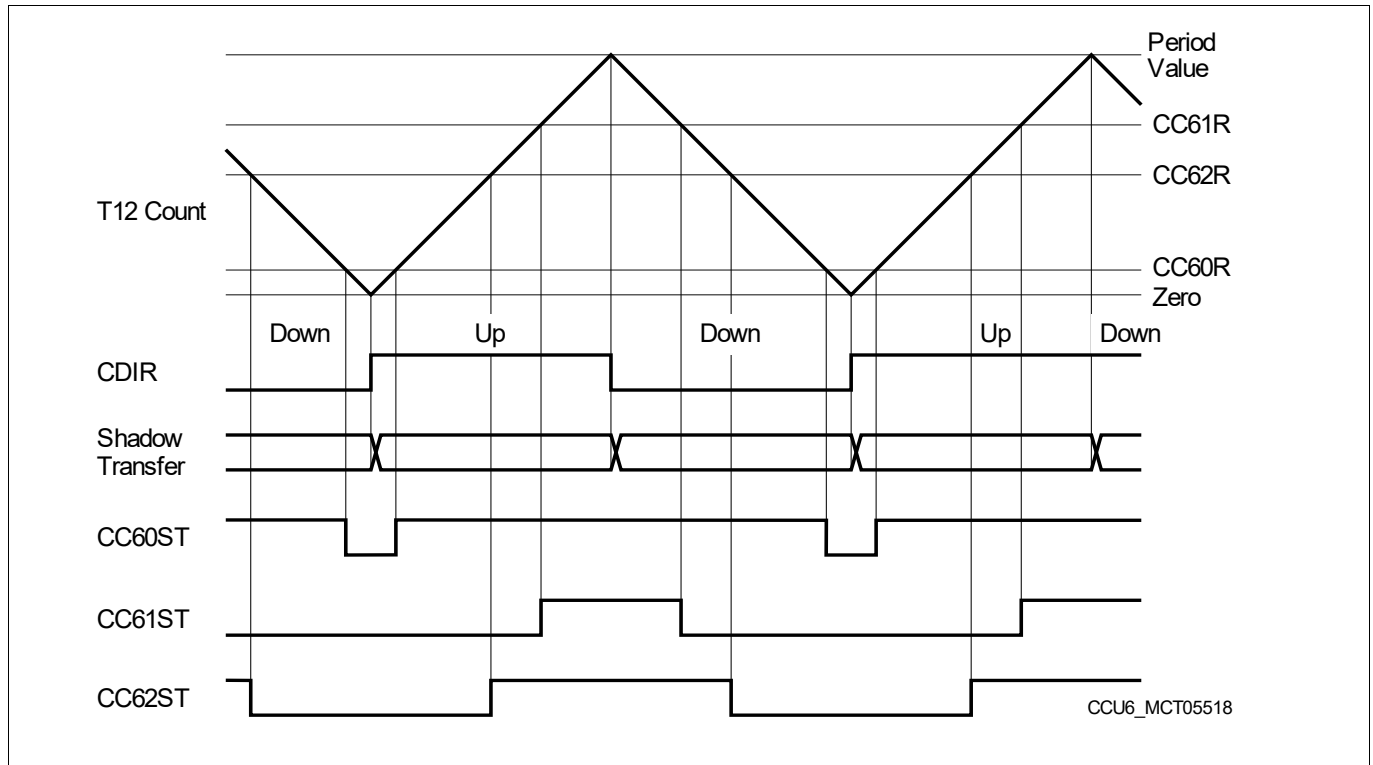 Period
Value
CC61R
CC62R
T12 Count
CC60R
Zero
Down
Up
Down
Up
Down
CDIR
Shadow
Transfer
CC60ST
CC61ST
CC62ST
CCU6_MCT05518